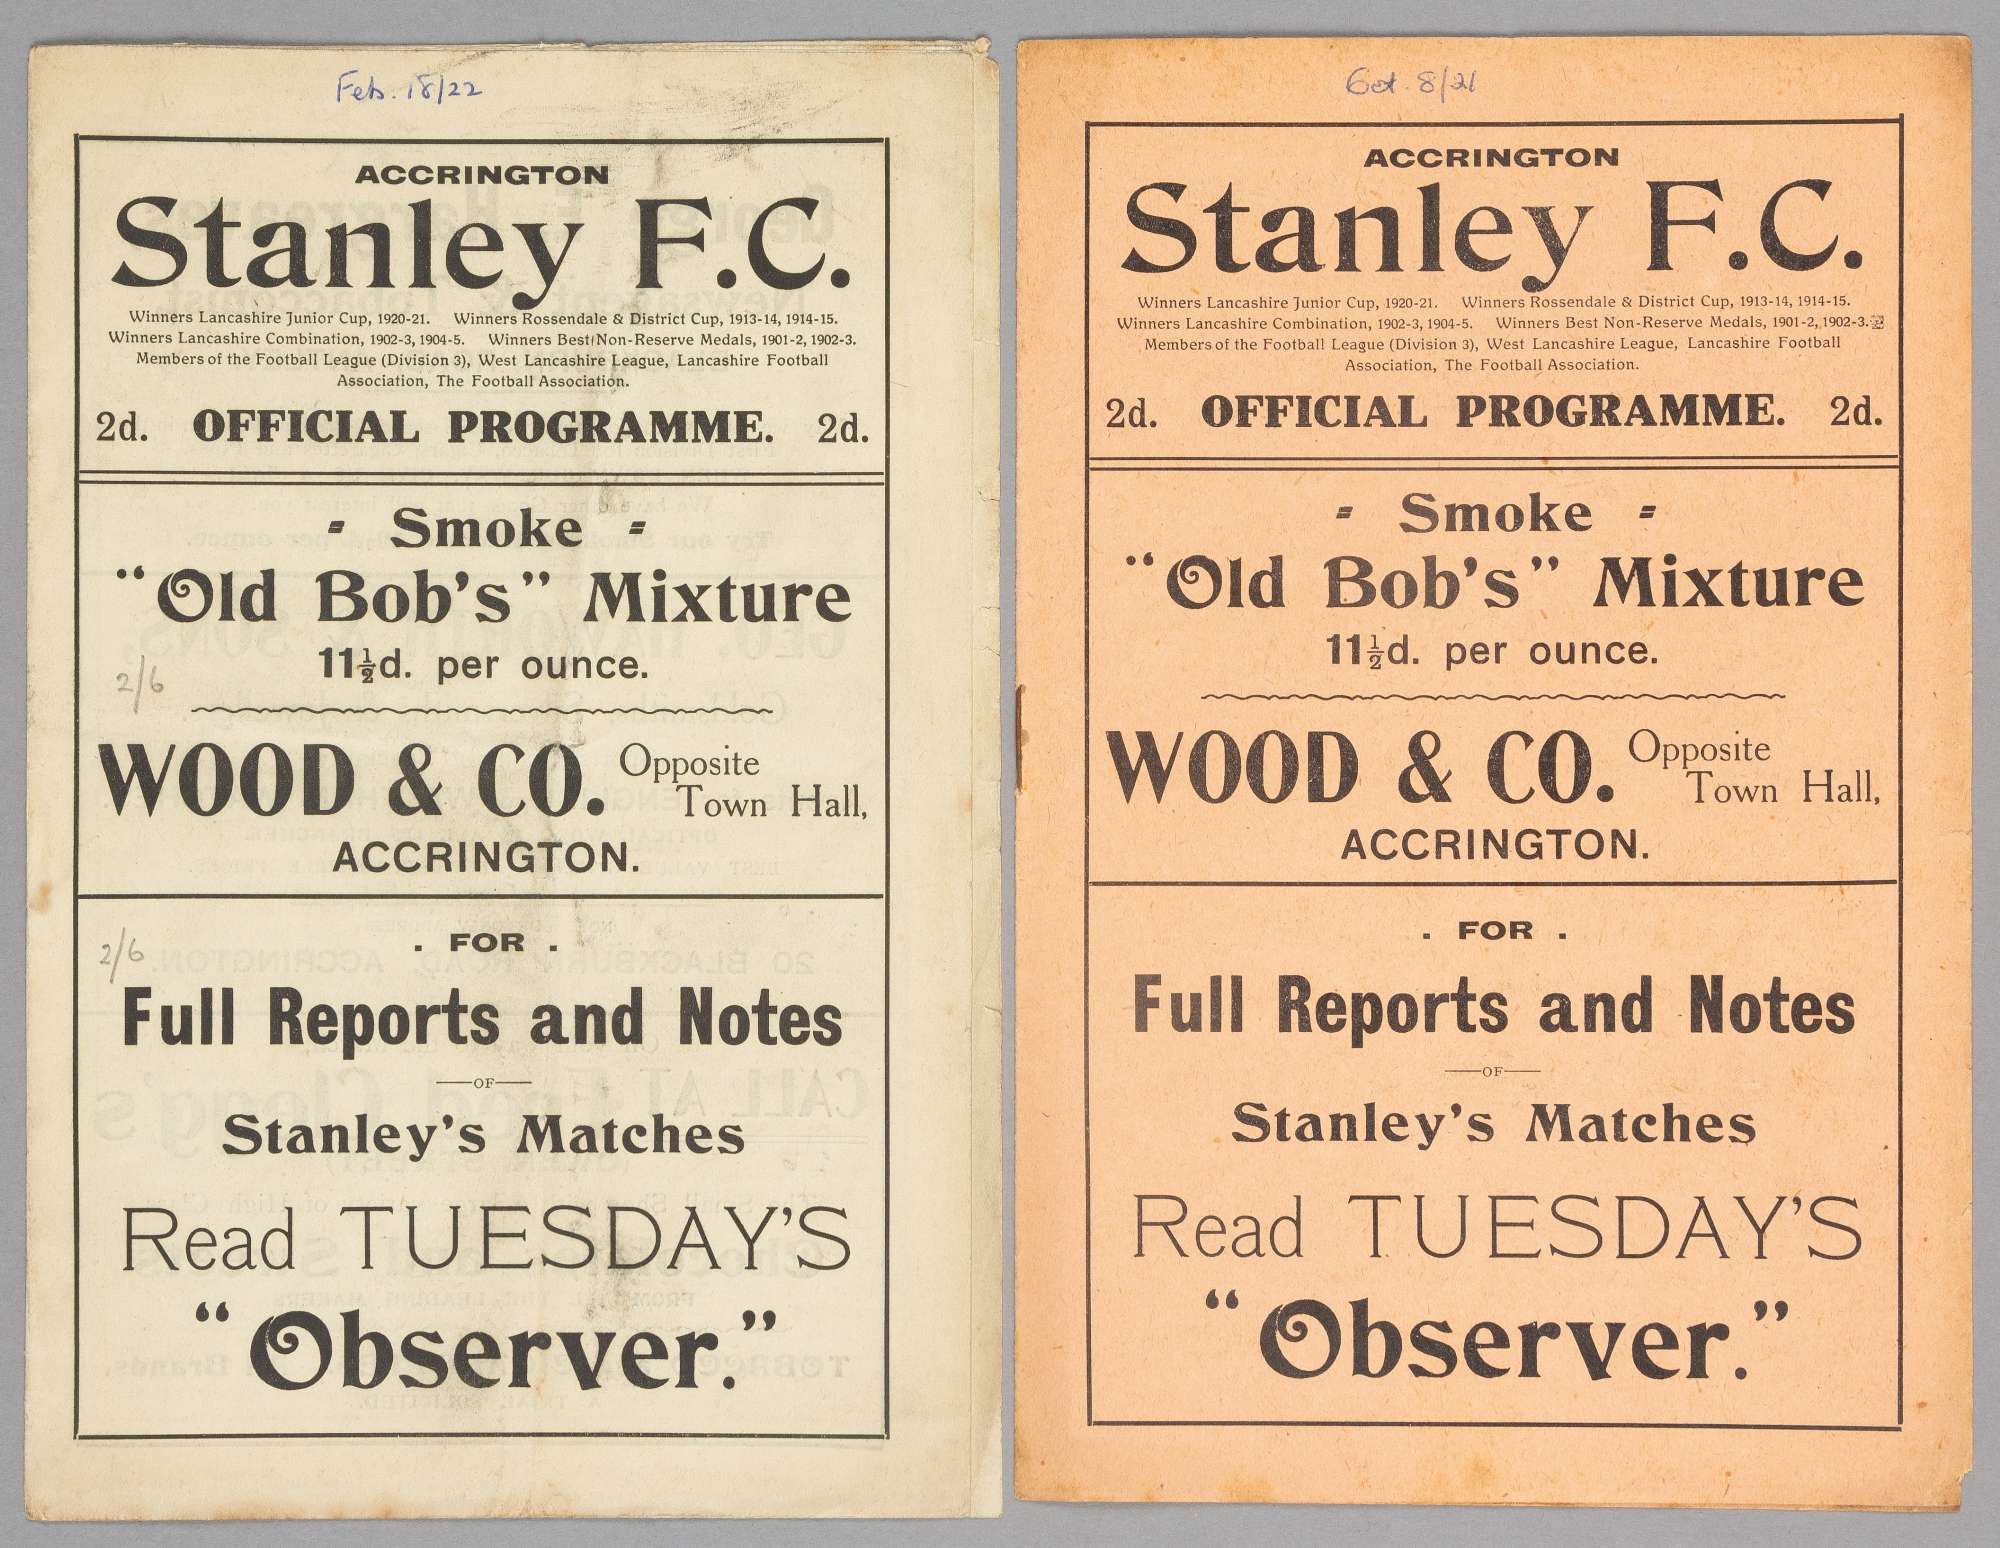 Feb. 18/22
ACCRINGTON
Stanley F.C.
Winners Lancashire Junior Cup, 1920-21. Winners Rossendale & District Cup, 1913-14, 1914-15.
Winners Lancashire Combination, 1902-3, 1904-5. Winners Best Non-Reserve Medals, 1901-2, 1902-3.
Members of the Football League (Division 3), West Lancashire League, Lancashire Football
Association, The Football Association.
2d. OFFICIAL PROGRAMME. 2d.
Smoke
"Old Bob's" Mixture
11½d. per ounce.
2/6
WOOD & CO. Opposite
Town Hall,
ACCRINGTON.
. FOR .
2/6
Full Reports and Notes
OF
Stanley's Matches
Read TUESDAY'S
"Observer."
Oct. 8/21
ACCRINGTON
Stanley F.C.
Winners Lancashire Junior Cup, 1920-21. Winners Rossendale & District Cup, 1913-14, 1914-15.
Winners Lancashire Combination, 1902-3, 1904-5. Winners Best Non-Reserve Medals, 1901-2, 1902-3.
Members of the Football League (Division 3), West Lancashire League, Lancashire Football
Association, The Football Association.
2d. OFFICIAL PROGRAMME. 2d.
Smoke
"Old Bob's" Mixture
11½d. per ounce.
WOOD & CO. Opposite
Town Hall,
ACCRINGTON.
. FOR .
Full Reports and Notes
OF
Stanley's Matches
Read TUESDAY'S
"Observer."